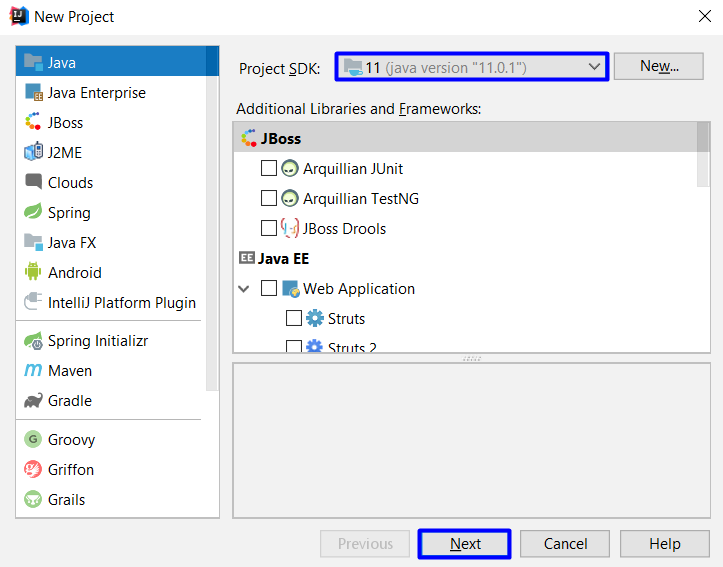 New Project
Java
Java Enterprise
JBoss
J2ME
Clouds
Spring
Java FX
Android
IntelliJ Platform Plugin
Spring Initializr
Maven
Gradle
Groovy
Griffon
Grails
Project SDK: 11 (java version "11.0.1") New...
Additional Libraries and Frameworks:
JBoss
Arquillian JUnit
Arquillian TestNG
JBoss Drools
Java EE
Web Application
Struts
Struts 2
Previous Next Cancel Help